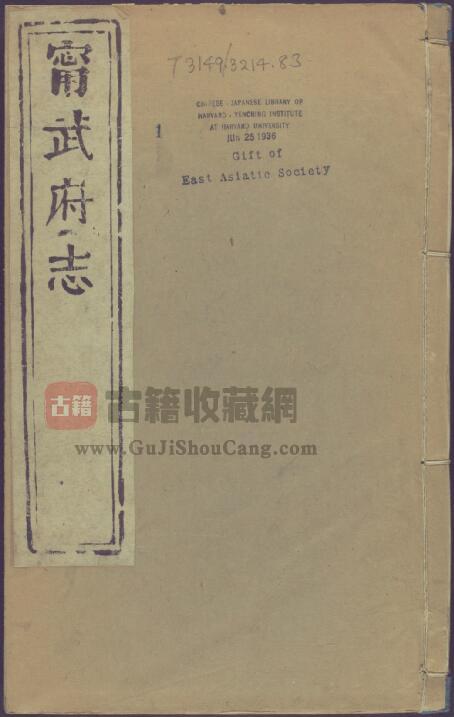 甯武府志
T3149/3214.83
CHINESE - JAPANESE LIBRARY OF
HARVARD - YENCHING INSTITUTE
AT HARVARD UNIVERSITY
JUN 25 1936
1
Gift of
East Asiatic Society
古籍
古籍收藏網
www.GuJiShouCang.com